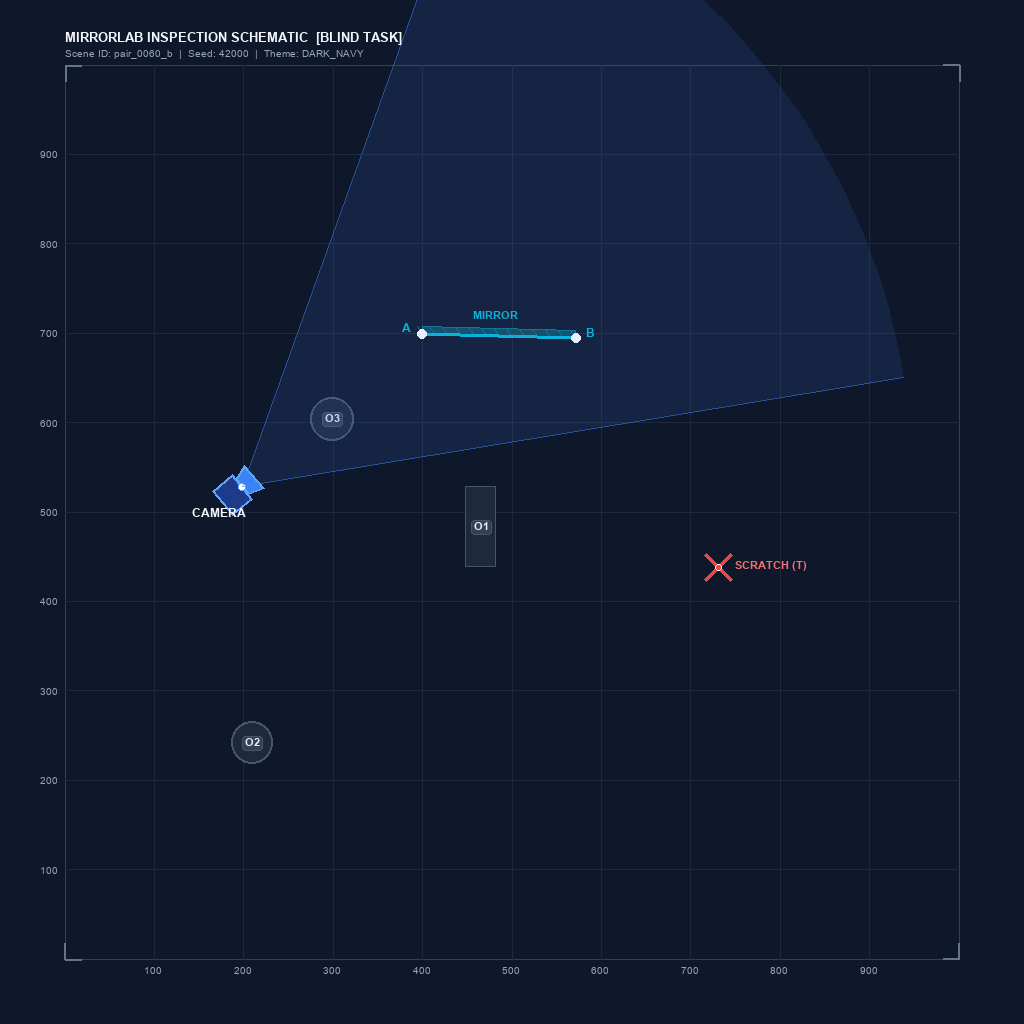 MIRRORLAB INSPECTION SCHEMATIC [BLIND TASK]
Scene ID: pair_0060_b | Seed: 42000 | Theme: DARK_NAVY
900
800
MIRROR
A
B
700
O3
600
CAMERA
500
O1
SCRATCH (T)
400
300
O2
200
100
100 200 300 400 500 600 700 800 900